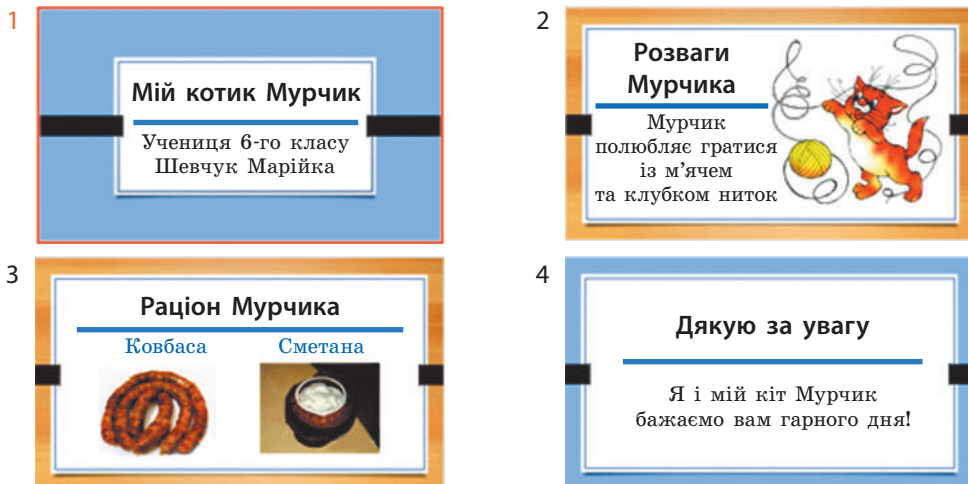 1
Мій котик Мурчик
Учениця 6-го класу
Шевчук Марійка
2
Розваги
Мурчика
Мурчик
полюбляє гратися
із м’ячем
та клубком ниток
3
Раціон Мурчика
Ковбаса
Сметана
4
Дякую за увагу
Я і мій кіт Мурчик
бажаємо вам гарного дня!